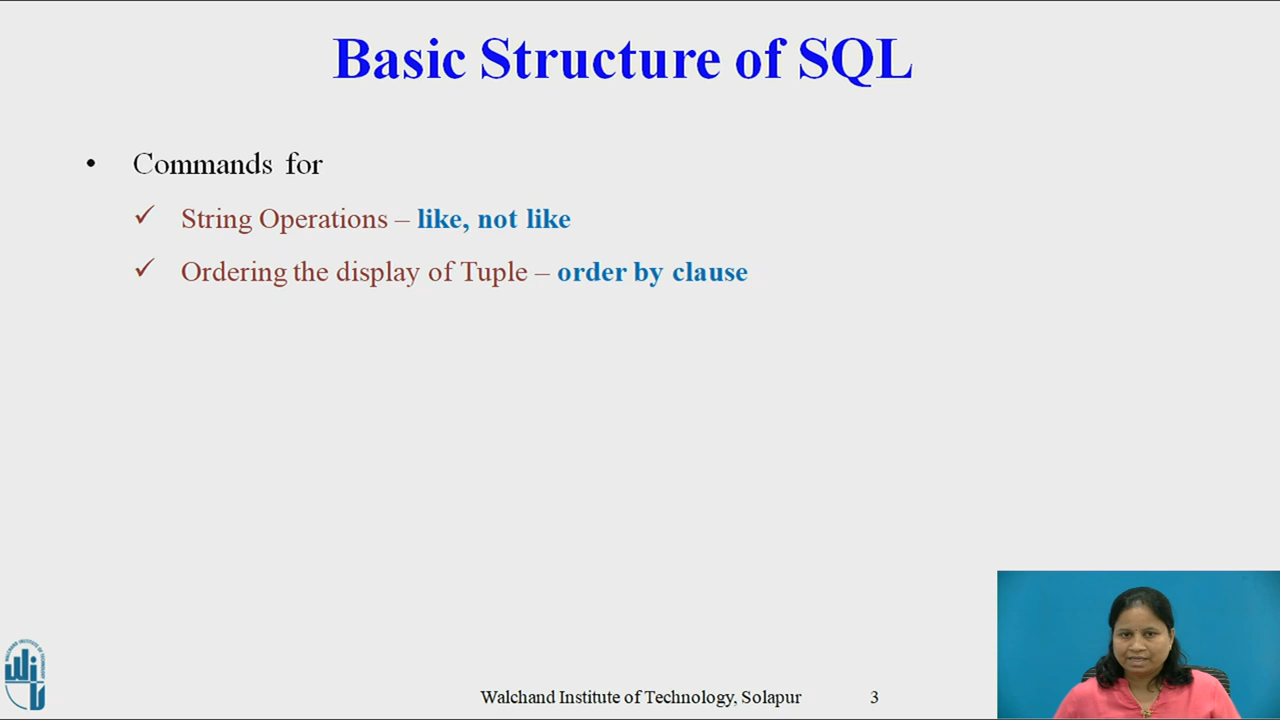 Basic Structure of SQL
• Commands for
✓ String Operations – like, not like
✓ Ordering the display of Tuple – order by clause
Walchand Institute of Technology, Solapur 3